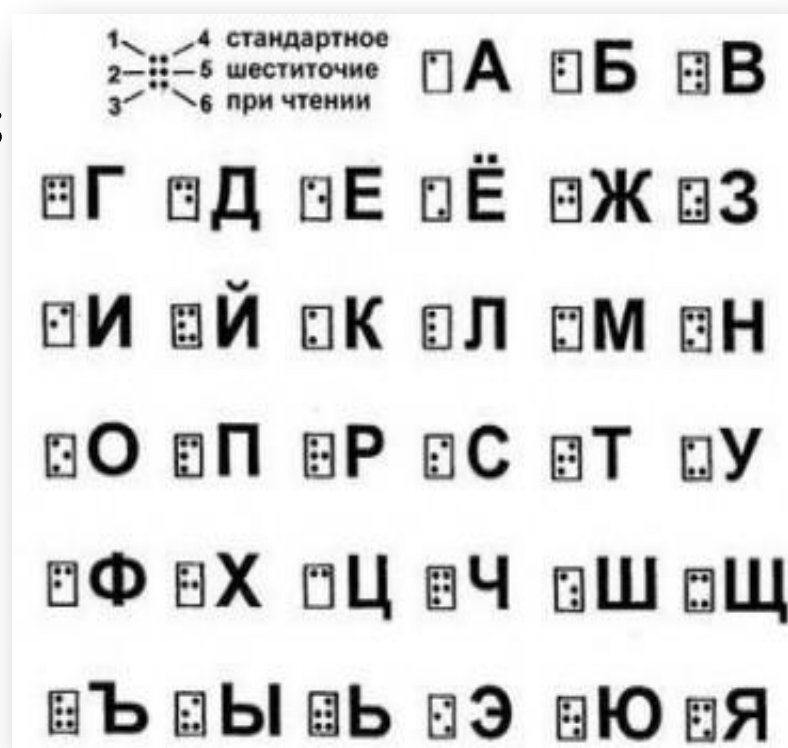 1 4 стандартное
2 5 шеститочие
3 6 при чтении
А Б В
Г Д Е Ё Ж З
И Й К Л М Н
О П Р С Т У
Ф Х Ц Ч Ш Щ
Ъ Ы Ь Э Ю Я